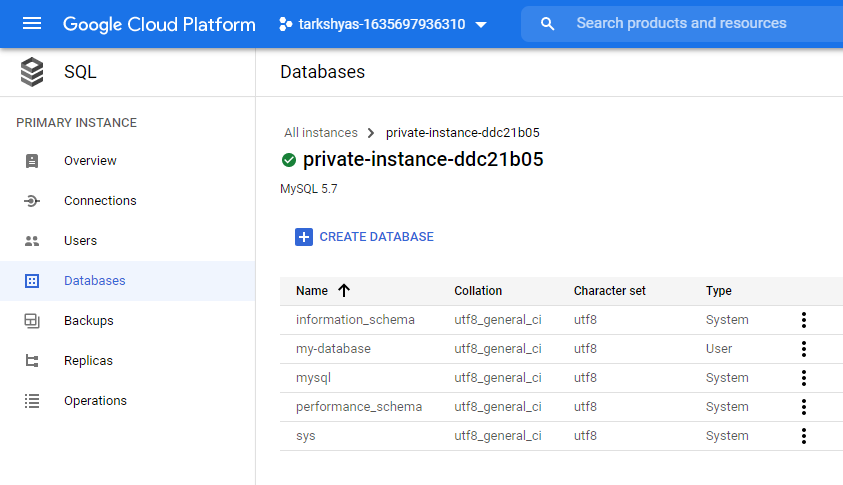 Google Cloud Platform
tarkshyas-1635697936310
Search products and resources
SQL
Databases
PRIMARY INSTANCE
Overview
Connections
Users
Databases
Backups
Replicas
Operations
All instances
private-instance-ddc21b05
private-instance-ddc21b05
MySQL 5.7
CREATE DATABASE
Name Collation Character set Type
information_schema utf8_general_ci utf8 System
my-database utf8_general_ci utf8 User
mysql utf8_general_ci utf8 System
performance_schema utf8_general_ci utf8 System
sys utf8_general_ci utf8 System